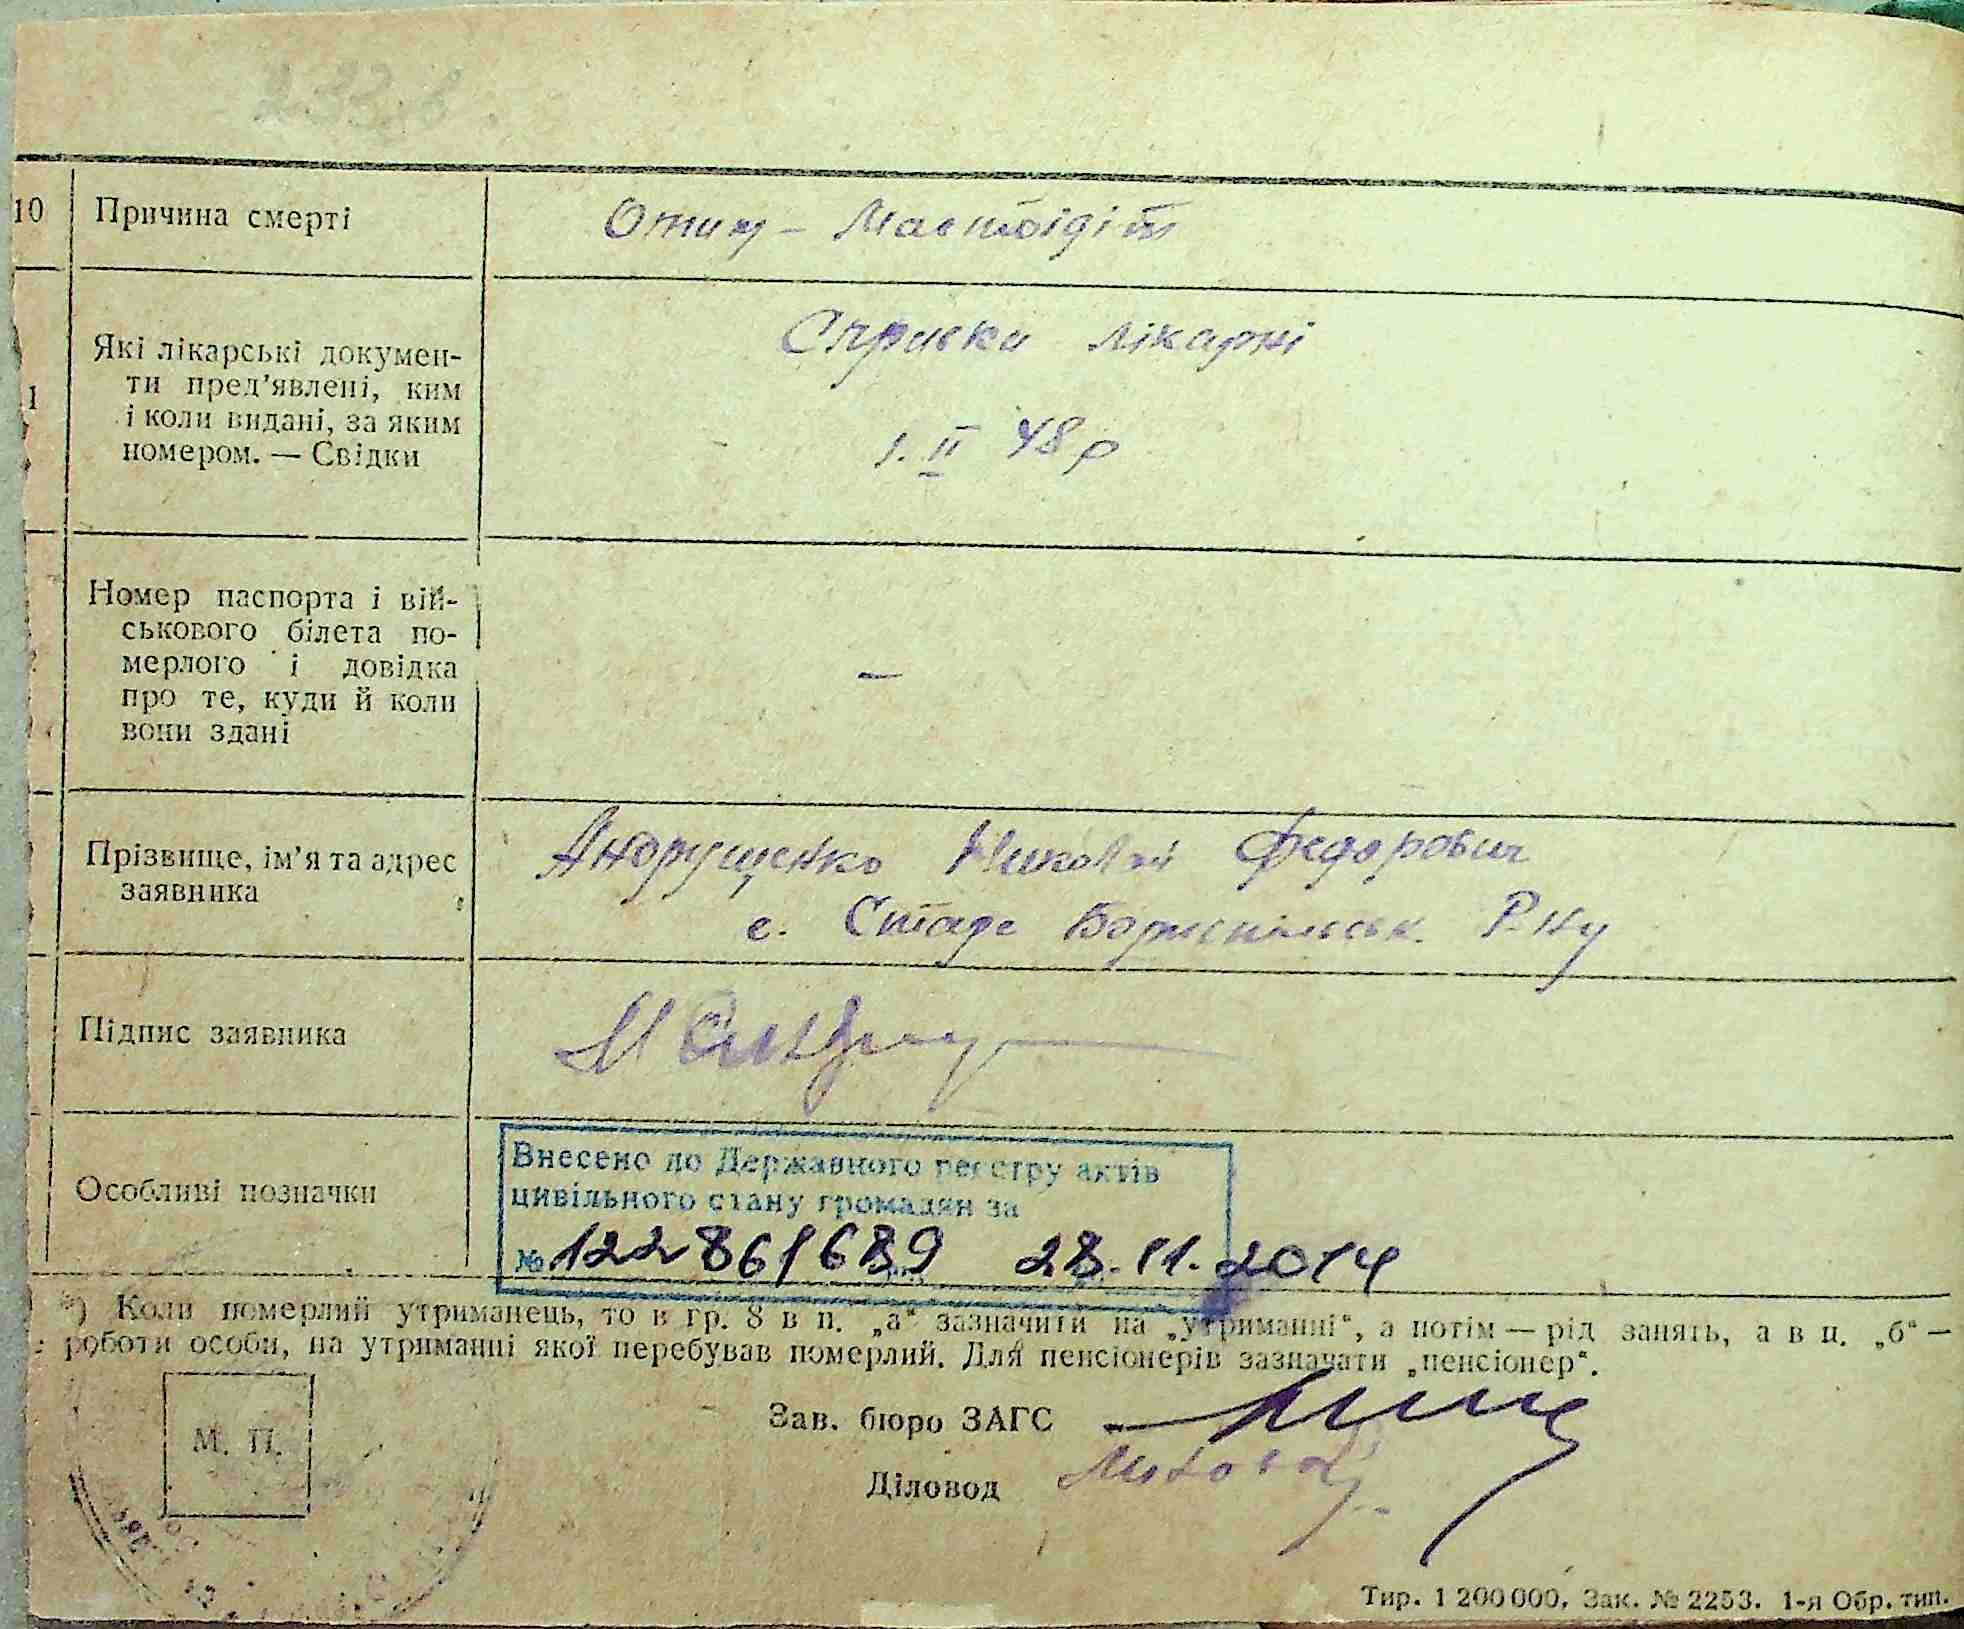 10 Причина смерті Отит - Мастоідіт
Які лікарські докумен-
ти пред’явлені, ким
і коли видані, за яким
номером. — Свідки
лікарні
1. II 48 р
Номер паспорта і вій-
ськового білета по-
мерлого і довідка
про те, куди й коли
вони здані
—
Прізвище, ім’я та адрес
заявника
Андрущенко Николай Федорович
с. Бориспільськ. Р-ну
Підпис заявника
Особливі позначки
Внесено до Державного реєстру актів
цивільного стану громадян за
№ 122861689 28.11.2014
*) Коли померлий утриманець, то в гр. 8 в п. „а“ зазначити на „утриманні“, а потім — рід занять, а в п. „б“ —
роботи особи, на утриманні якої перебував померлий. Для пенсіонерів зазначати „пенсіонер“.
М. П.
Зав. бюро ЗАГС
Діловод
Тир. 1 200 000, Зак. № 2253. 1-я Обр. тип.